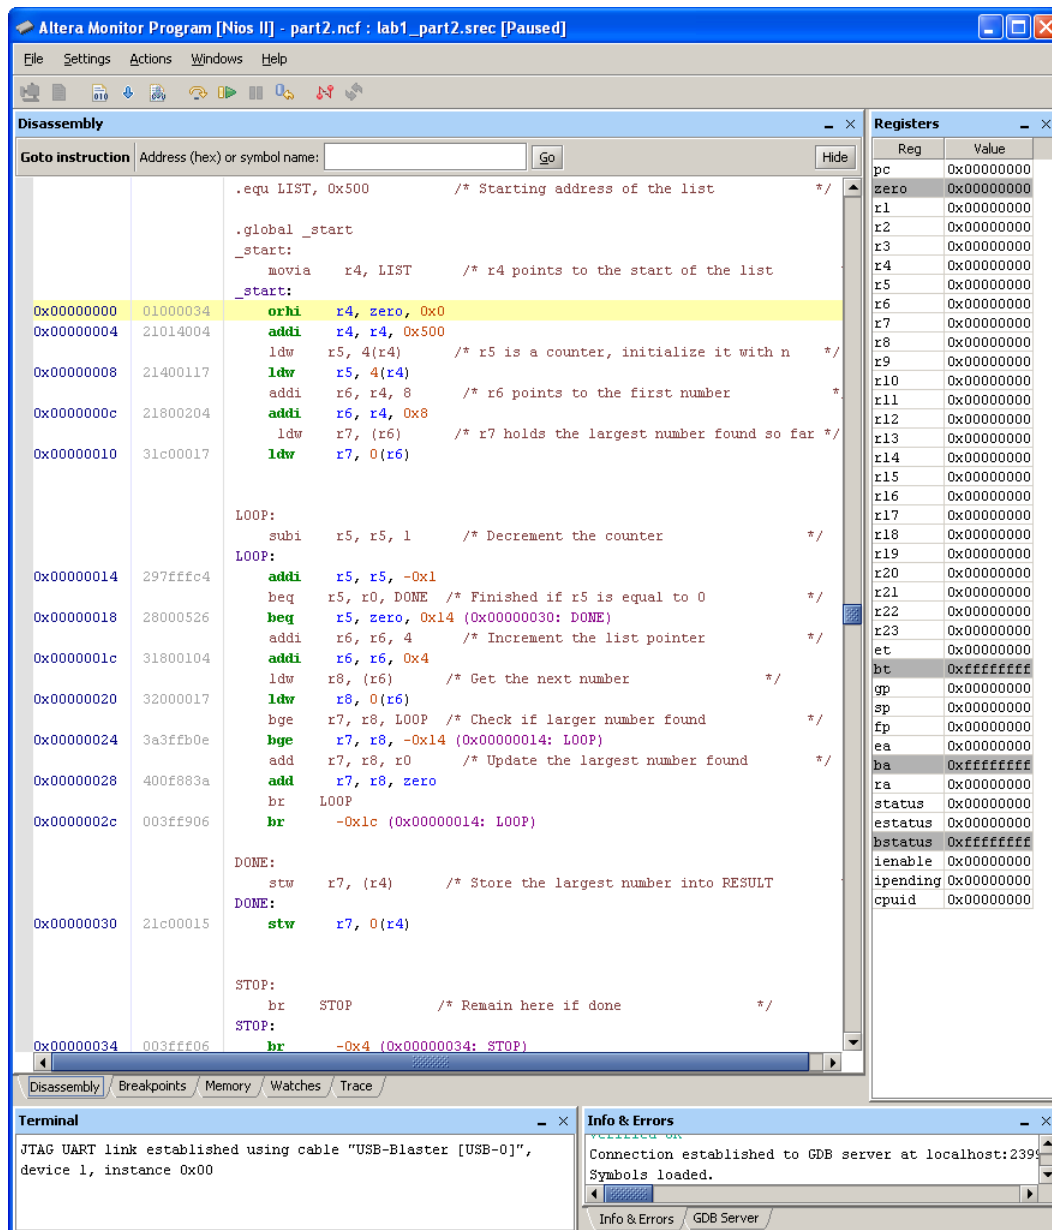 Altera Monitor Program [Nios II] - part2.ncf : lab1_part2.srec [Paused]
File Settings Actions Windows Help
Disassembly
Goto instruction Address (hex) or symbol name: Go Hide
.equ LIST, 0x500 /* Starting address of the list */
.global _start
_start:
movia r4, LIST /* r4 points to the start of the list
_start:
0x00000000 01000034 orhi r4, zero, 0x0
0x00000004 21014004 addi r4, r4, 0x500
ldw r5, 4(r4) /* r5 is a counter, initialize it with n */
0x00000008 21400117 ldw r5, 4(r4)
addi r6, r4, 8 /* r6 points to the first number *
0x0000000c 21800204 addi r6, r4, 0x8
ldw r7, (r6) /* r7 holds the largest number found so far */
0x00000010 31c00017 ldw r7, 0(r6)
LOOP:
subi r5, r5, 1 /* Decrement the counter */
LOOP:
0x00000014 297fffc4 addi r5, r5, -0x1
beq r5, r0, DONE /* Finished if r5 is equal to 0 */
0x00000018 28000526 beq r5, zero, 0x14 (0x00000030: DONE)
addi r6, r6, 4 /* Increment the list pointer */
0x0000001c 31800104 addi r6, r6, 0x4
ldw r8, (r6) /* Get the next number */
0x00000020 32000017 ldw r8, 0(r6)
bge r7, r8, LOOP /* Check if larger number found */
0x00000024 3a3ffb0e bge r7, r8, -0x14 (0x00000014: LOOP)
add r7, r8, r0 /* Update the largest number found */
0x00000028 400f883a add r7, r8, zero
br LOOP
0x0000002c 003ff906 br -0x1c (0x00000014: LOOP)
DONE:
stw r7, (r4) /* Store the largest number into RESULT
DONE:
0x00000030 21c00015 stw r7, 0(r4)
STOP:
br STOP /* Remain here if done */
STOP:
0x00000034 003fff06 br -0x4 (0x00000034: STOP)
Disassembly Breakpoints Memory Watches Trace
Registers
Reg Value
pc 0x00000000
zero 0x00000000
r1 0x00000000
r2 0x00000000
r3 0x00000000
r4 0x00000000
r5 0x00000000
r6 0x00000000
r7 0x00000000
r8 0x00000000
r9 0x00000000
r10 0x00000000
r11 0x00000000
r12 0x00000000
r13 0x00000000
r14 0x00000000
r15 0x00000000
r16 0x00000000
r17 0x00000000
r18 0x00000000
r19 0x00000000
r20 0x00000000
r21 0x00000000
r22 0x00000000
r23 0x00000000
et 0x00000000
bt 0xffffffff
gp 0x00000000
sp 0x00000000
fp 0x00000000
ea 0x00000000
ba 0xffffffff
ra 0x00000000
status 0x00000000
estatus 0x00000000
bstatus 0xffffffff
ienable 0x00000000
ipending 0x00000000
cpuid 0x00000000
Terminal
JTAG UART link established using cable "USB-Blaster [USB-0]",
device 1, instance 0x00
Info & Errors
Verified OK
Connection established to GDB server at localhost:2399
Symbols loaded.
Info & Errors GDB Server